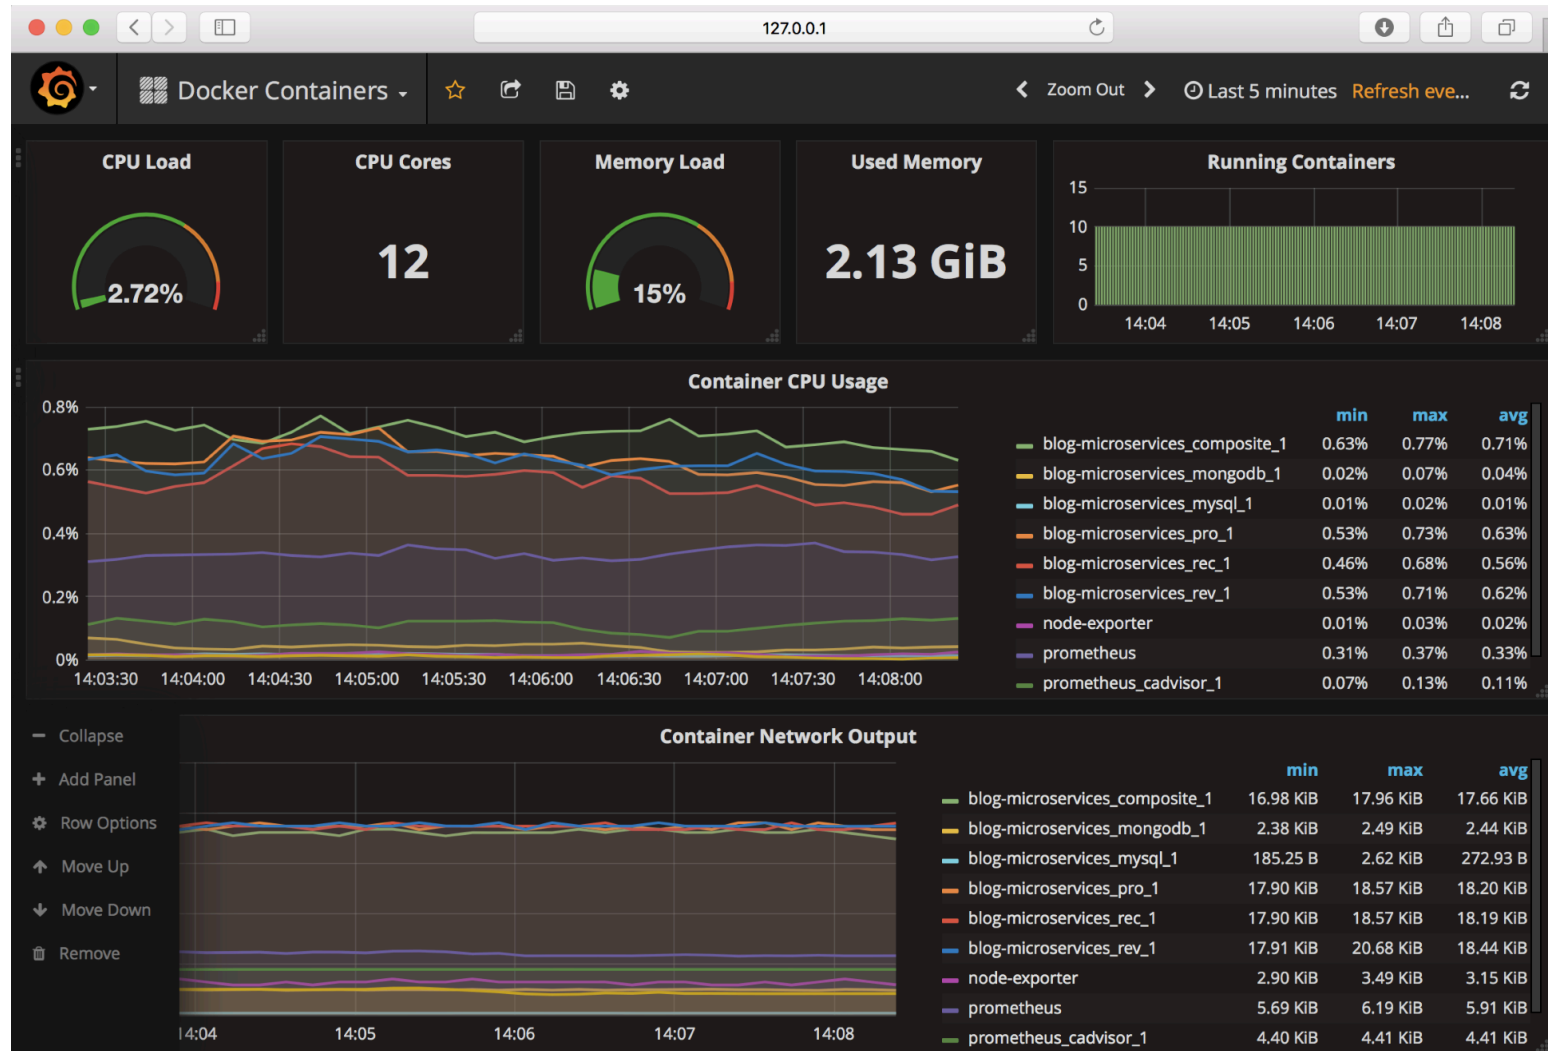 127.0.0.1
Docker Containers
Zoom Out
Last 5 minutes
Refresh eve...
CPU Load
2.72%
CPU Cores
12
Memory Load
15%
Used Memory
2.13 GiB
Running Containers
15
10
5
0
14:04 14:05 14:06 14:07 14:08
Container CPU Usage
0.8%
0.6%
0.4%
0.2%
0%
14:03:30 14:04:00 14:04:30 14:05:00 14:05:30 14:06:00 14:06:30 14:07:00 14:07:30 14:08:00
min max avg
blog-microservices_composite_1 0.63% 0.77% 0.71%
blog-microservices_mongodb_1 0.02% 0.07% 0.04%
blog-microservices_mysql_1 0.01% 0.02% 0.01%
blog-microservices_pro_1 0.53% 0.73% 0.63%
blog-microservices_rec_1 0.46% 0.68% 0.56%
blog-microservices_rev_1 0.53% 0.71% 0.62%
node-exporter 0.01% 0.03% 0.02%
prometheus 0.31% 0.37% 0.33%
prometheus_cadvisor_1 0.07% 0.13% 0.11%
Collapse
Add Panel
Row Options
Move Up
Move Down
Remove
Container Network Output
14:04 14:05 14:06 14:07 14:08
min max avg
blog-microservices_composite_1 16.98 KiB 17.96 KiB 17.66 KiB
blog-microservices_mongodb_1 2.38 KiB 2.49 KiB 2.44 KiB
blog-microservices_mysql_1 185.25 B 2.62 KiB 272.93 B
blog-microservices_pro_1 17.90 KiB 18.57 KiB 18.20 KiB
blog-microservices_rec_1 17.90 KiB 18.57 KiB 18.19 KiB
blog-microservices_rev_1 17.91 KiB 20.68 KiB 18.44 KiB
node-exporter 2.90 KiB 3.49 KiB 3.15 KiB
prometheus 5.69 KiB 6.19 KiB 5.91 KiB
prometheus_cadvisor_1 4.40 KiB 4.41 KiB 4.41 KiB